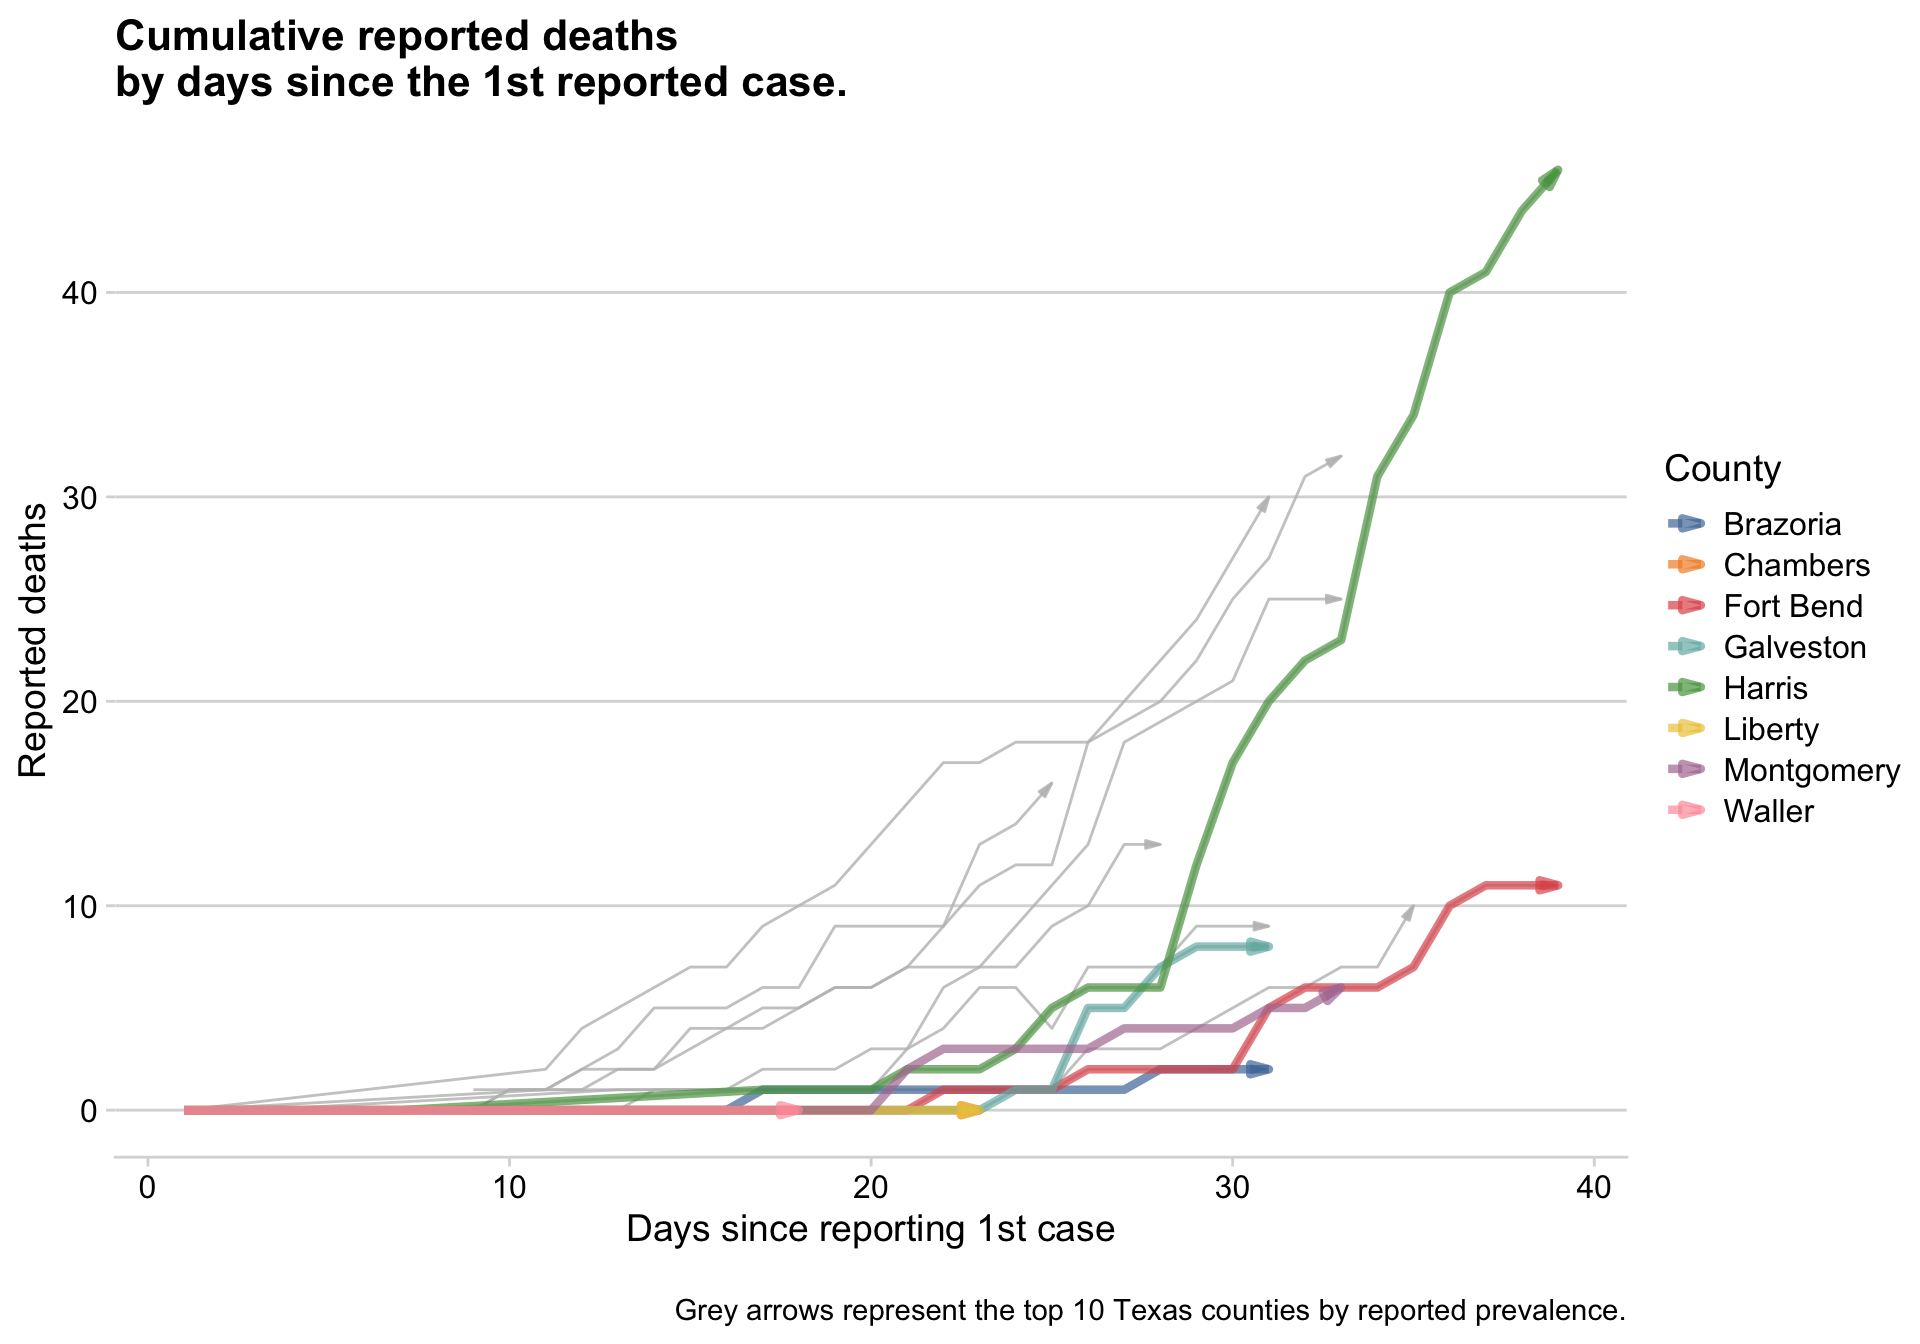 Cumulative reported deaths
by days since the 1st reported case.
Reported deaths
40
30
20
10
0
0 10 20 30 40
Days since reporting 1st case
County
Brazoria
Chambers
Fort Bend
Galveston
Harris
Liberty
Montgomery
Waller
Grey arrows represent the top 10 Texas counties by reported prevalence.